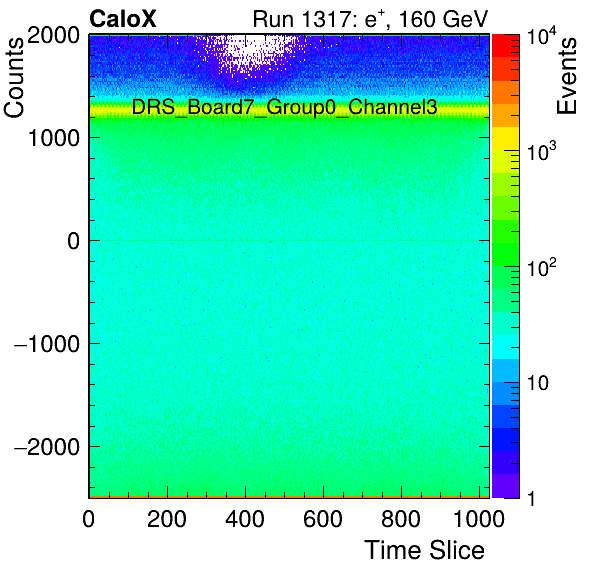 CaloX Run 1317: e⁺, 160 GeV
Counts
Events
DRS_Board7_Group0_Channel3
2000
1000
0
−1000
−2000
0 200 400 600 800 1000
Time Slice
10⁴
10³
10²
10
1